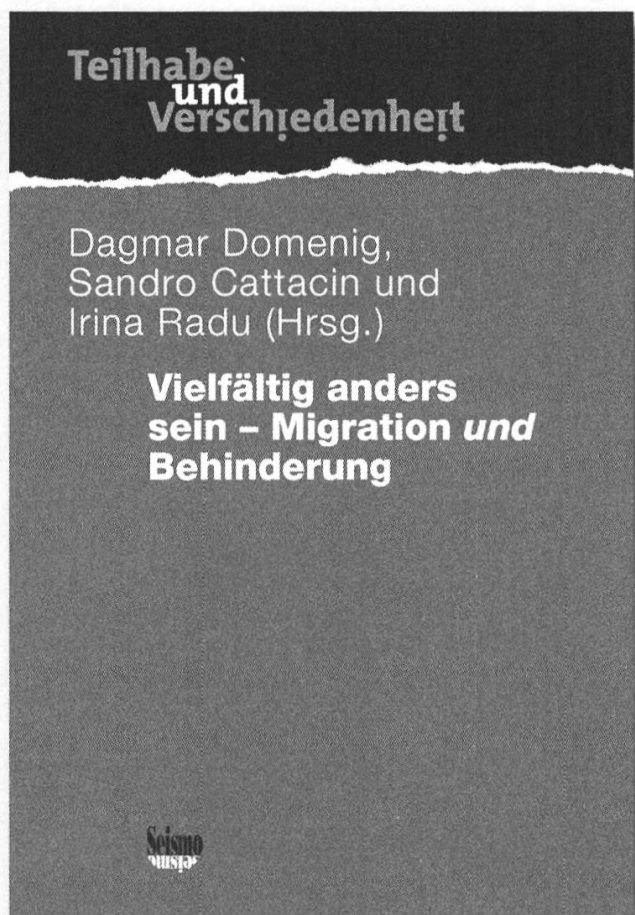 Teilhabe
und
Verschiedenheit
Dagmar Domenig,
Sandro Cattacin und
Irina Radu (Hrsg.)
Vielfältig anders
sein – Migration und
Behinderung
Seismo